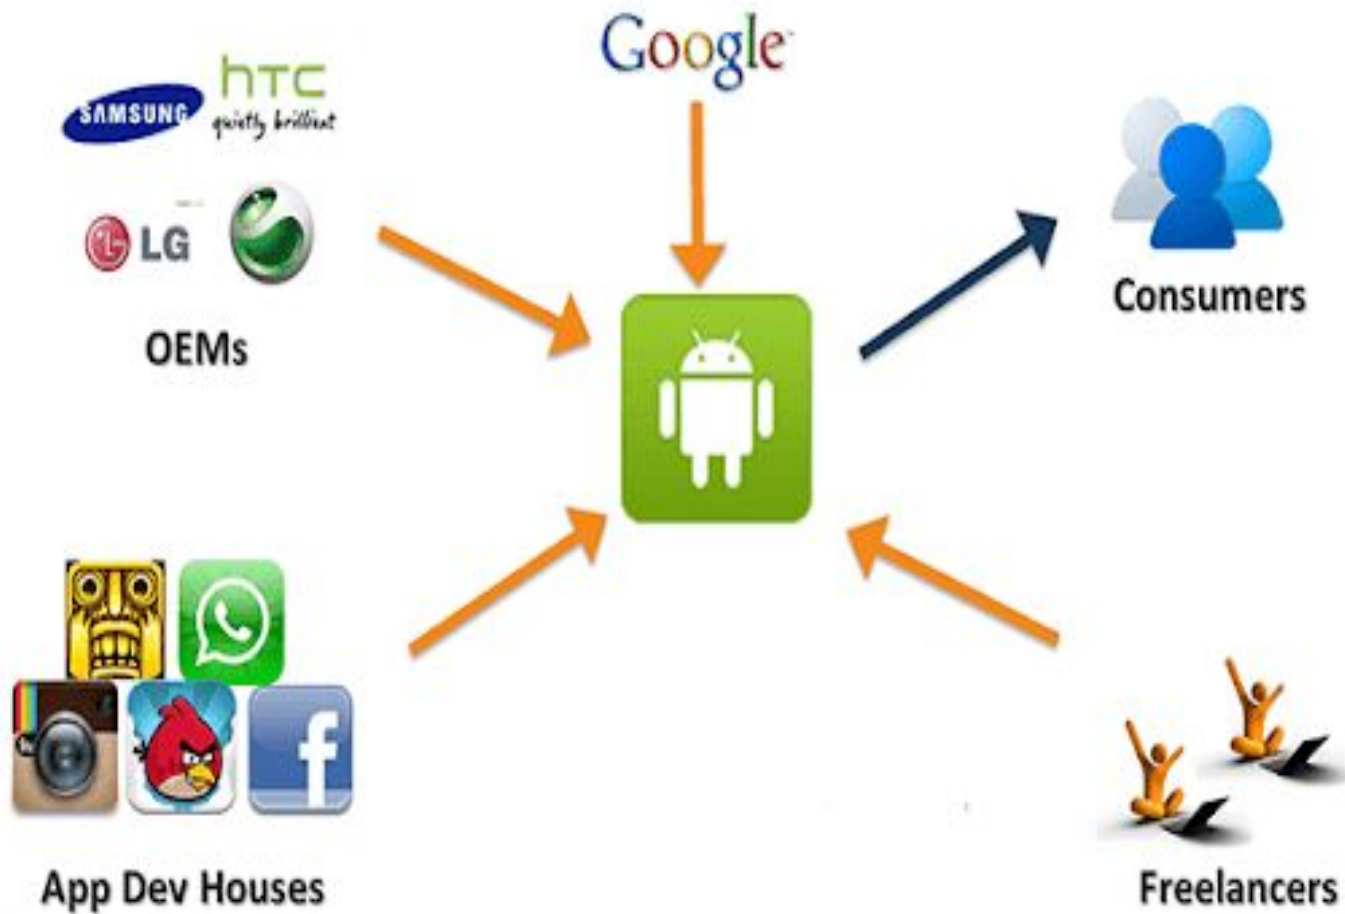 Google
SAMSUNG
hTC
quietly brilliant
LG
OEMs
Consumers
f
App Dev Houses
Freelancers